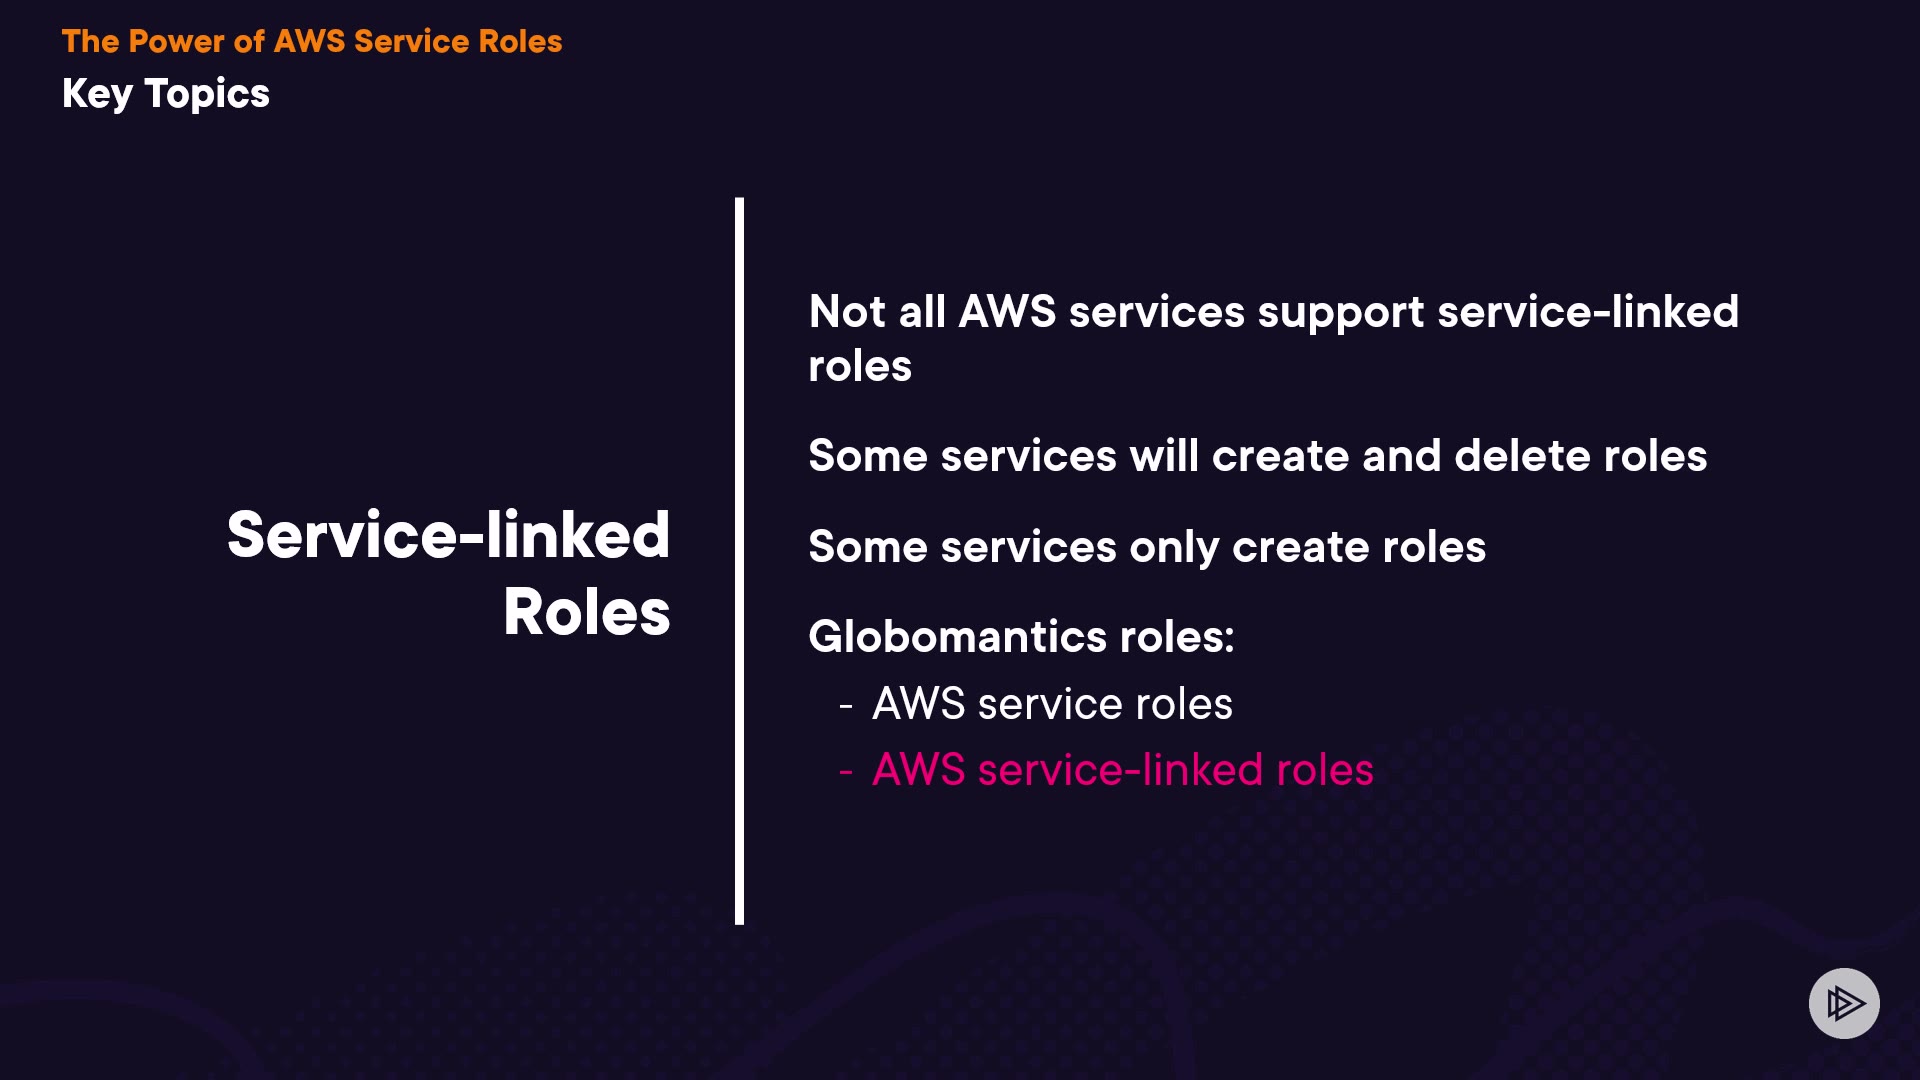 The Power of AWS Service Roles
Key Topics
Service-linked
Roles
Not all AWS services support service-linked
roles
Some services will create and delete roles
Some services only create roles
Globomantics roles:
- AWS service roles
- AWS service-linked roles